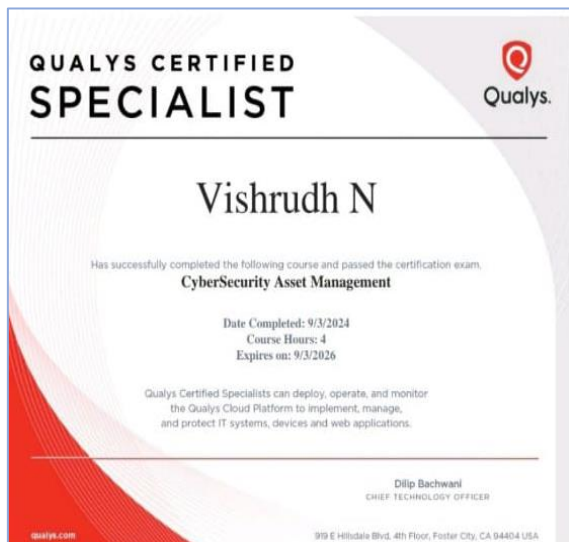 QUALYS CERTIFIED
SPECIALIST
Qualys.
Vishrudh N
Has successfully completed the following course and passed the certification exam.
CyberSecurity Asset Management
Date Completed: 9/3/2024
Course Hours: 4
Expires on: 9/3/2026
Qualys Certified Specialists can deploy, operate, and monitor
the Qualys Cloud Platform to implement, manage,
and protect IT systems, devices and web applications.
Dilip Bachwani
CHIEF TECHNOLOGY OFFICER
qualys.com
919 E Hillsdale Blvd, 4th Floor, Foster City, CA 94404 USA